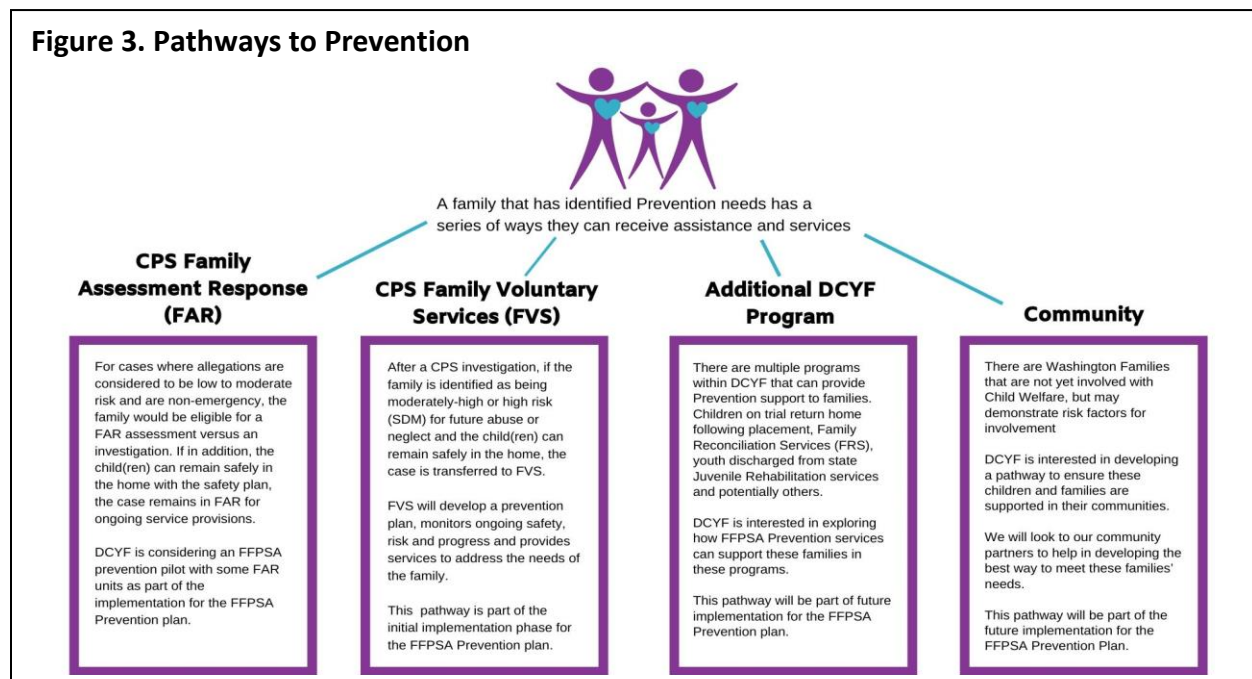 Figure 3. Pathways to Prevention
A family that has identified Prevention needs has a
series of ways they can receive assistance and services
CPS Family
Assessment Response
(FAR)
For cases where allegations are
considered to be low to moderate
risk and are non-emergency, the
family would be eligible for a
FAR assessment versus an
investigation. If in addition, the
child(ren) can remain safely in
the home with the safety plan,
the case remains in FAR for
ongoing service provisions.
DCYF is considering an FFPSA
prevention pilot with some FAR
units as part of the
implementation for the FFPSA
Prevention plan.
CPS Family Voluntary
Services (FVS)
After a CPS investigation, if the
family is identified as being
moderately-high or high risk
(SDM) for future abuse or
neglect and the child(ren) can
remain safely in the home, the
case is transferred to FVS.
FVS will develop a prevention
plan, monitors ongoing safety,
risk and progress and provides
services to address the needs of
the family.
This pathway is part of the
initial implementation phase for
the FFPSA Prevention plan.
Additional DCYF
Program
There are multiple programs
within DCYF that can provide
Prevention support to families.
Children on trial return home
following placement, Family
Reconciliation Services (FRS),
youth discharged from state
Juvenile Rehabilitation services
and potentially others.
DCYF is interested in exploring
how FFPSA Prevention services
can support these families in
these programs.
This pathway will be part of future
implementation for the FFPSA
Prevention plan.
Community
There are Washington Families
that are not yet involved with
Child Welfare, but may
demonstrate risk factors for
involvement
DCYF is interested in developing
a pathway to ensure these
children and families are
supported in their communities.
We will look to our community
partners to help in developing the
best way to meet these families'
needs.
This pathway will be part of the
future implementation for the
FFPSA Prevention Plan.